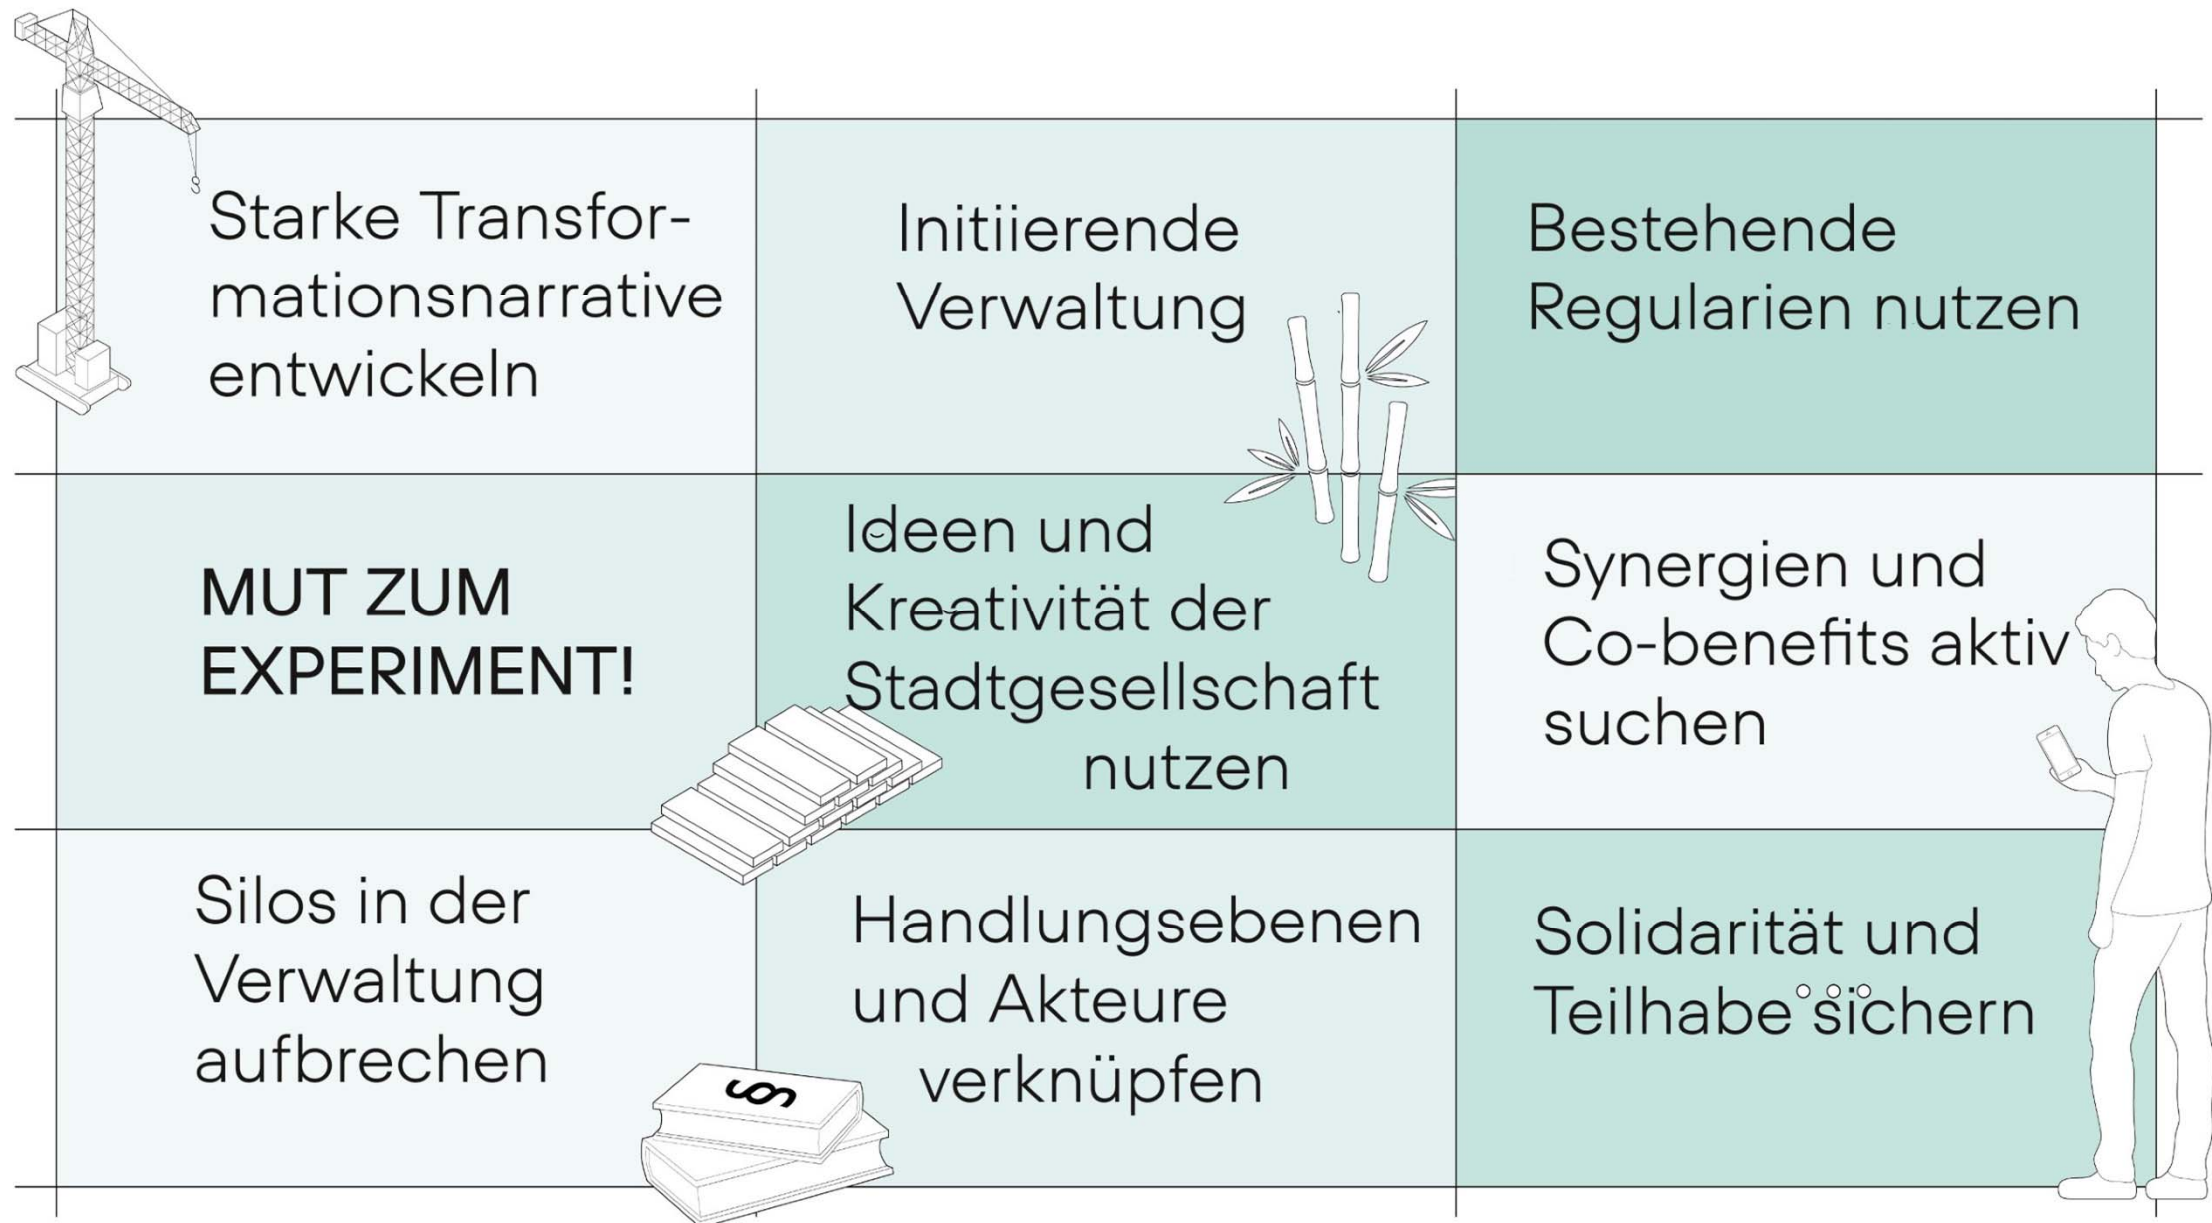 Starke Transfor-
mationsnarrative
entwickeln
Initiierende
Verwaltung
Bestehende
Regularien nutzen
MUT ZUM
EXPERIMENT!
Ideen und
Kreativität der
Stadtgesellschaft
nutzen
Synergien und
Co-benefits aktiv
suchen
Silos in der
Verwaltung
aufbrechen
Handlungsebenen
und Akteure
verknüpfen
Solidarität und
Teilhabe sichern
§